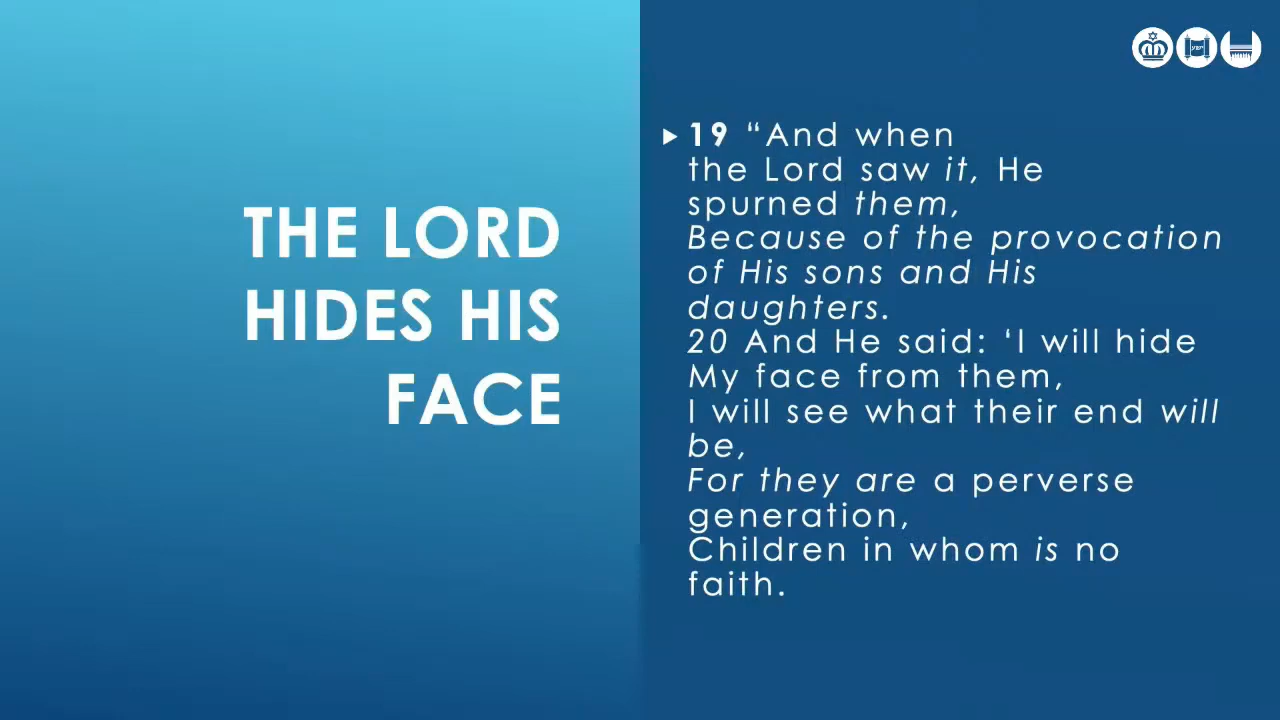 THE LORD
HIDES HIS
FACE
19 “And when
the Lord saw it, He
spurned them,
Because of the provocation
of His sons and His
daughters.
20 And He said: ‘I will hide
My face from them,
I will see what their end will
be,
For they are a perverse
generation,
Children in whom is no
faith.